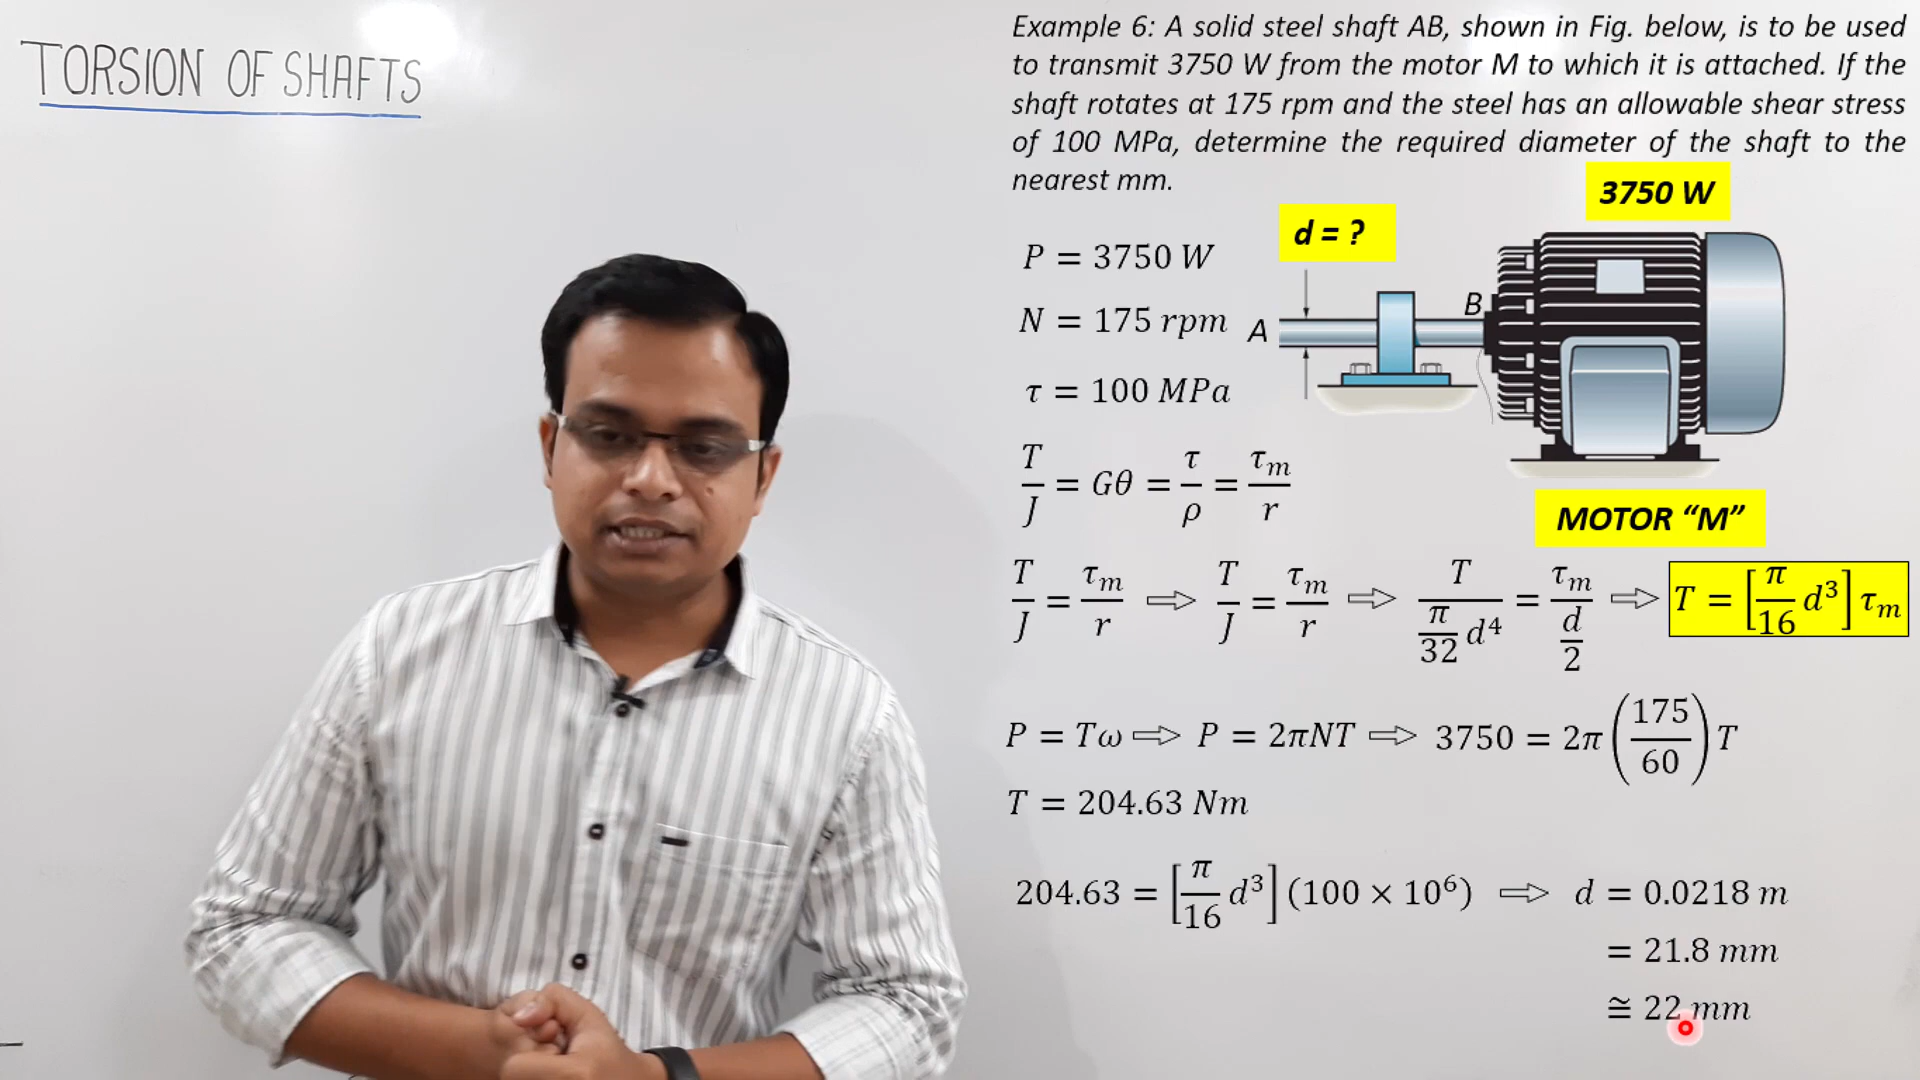 TORSION OF SHAFTS
Example 6: A solid steel shaft AB, shown in Fig. below, is to be used
to transmit 3750 W from the motor M to which it is attached. If the
shaft rotates at 175 rpm and the steel has an allowable shear stress
of 100 MPa, determine the required diameter of the shaft to the
nearest mm.
3750 W
d = ?
P = 3750 W
N = 175 rpm
A
B
τ = 100 MPa
T/J = Gθ = τ/ρ = τₘ/r
MOTOR “M”
T/J = τₘ/r ⇨ T/J = τₘ/r ⇨ T/(π/32 d⁴) = τₘ/(d/2) ⇨ T = [π/16 d³] τₘ
P = Tω ⇨ P = 2πNT ⇨ 3750 = 2π (175/60) T
T = 204.63 Nm
204.63 = [π/16 d³] (100 × 10⁶) ⇨ d = 0.0218 m
= 21.8 mm
≅ 22 mm